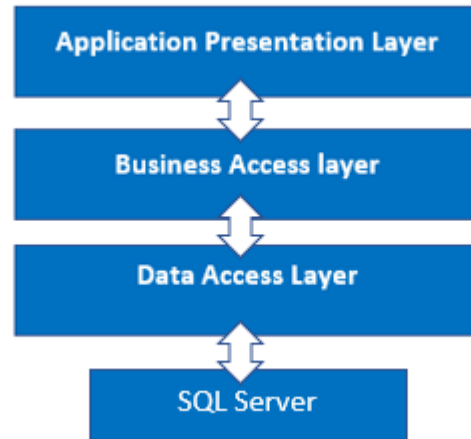 Application Presentation Layer
Business Access layer
Data Access Layer
SQL Server